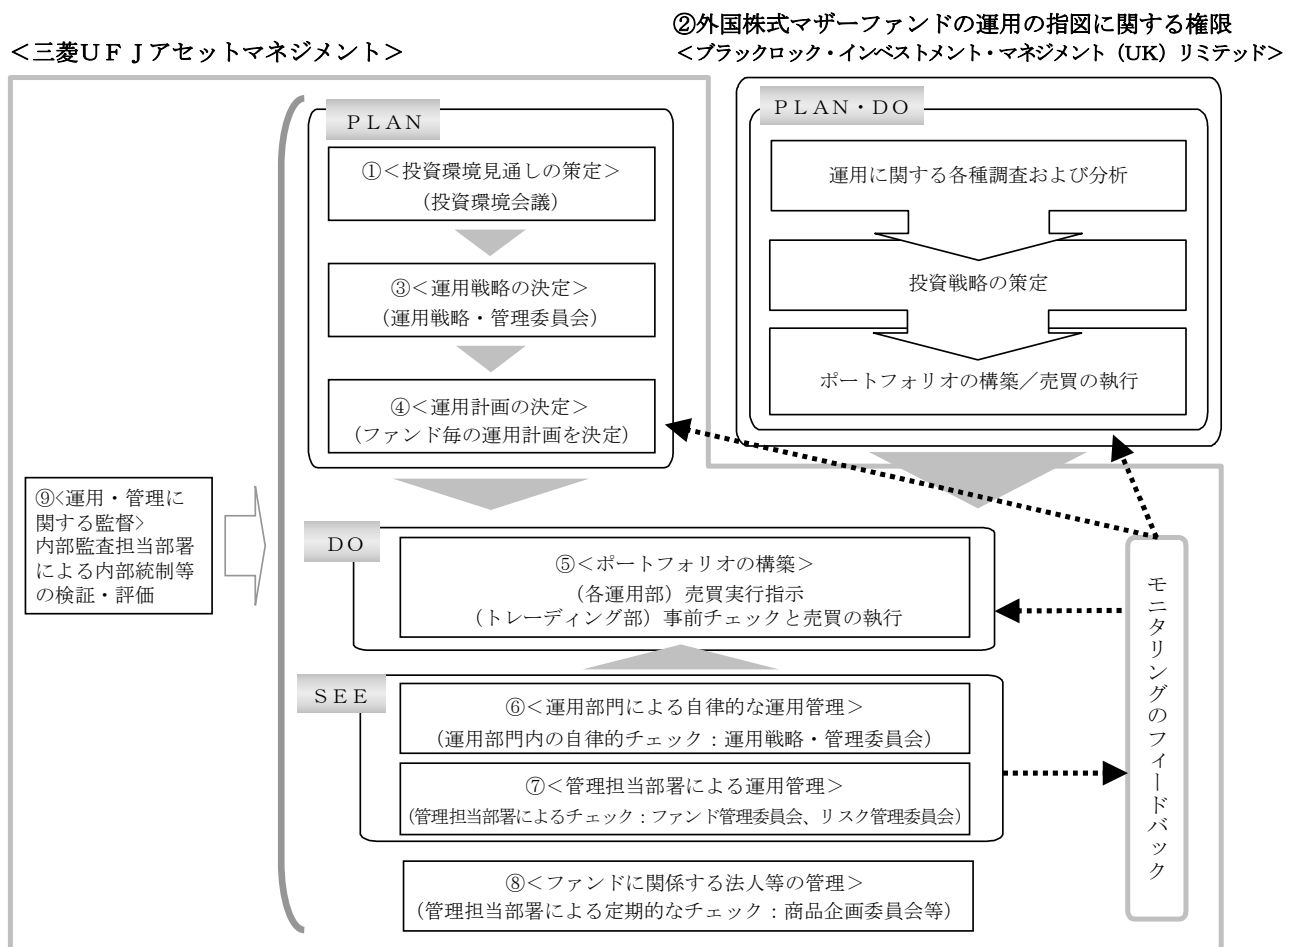 ②外国株式マザーファンドの運用の指図に関する権限
＜三菱ＵＦＪアセットマネジメント＞
＜ブラックロック・インベストメント・マネジメント（UK）リミテッド＞
ＰＬＡＮ
①＜投資環境見通しの策定＞
（投資環境会議）
③＜運用戦略の決定＞
（運用戦略・管理委員会）
④＜運用計画の決定＞
（ファンド毎の運用計画を決定）
ＰＬＡＮ・ＤＯ
運用に関する各種調査および分析
投資戦略の策定
ポートフォリオの構築／売買の執行
⑨<運用・管理に
関する監督>
内部監査担当部署
による内部統制等
の検証・評価
ＤＯ
⑤＜ポートフォリオの構築＞
（各運用部）売買実行指示
（トレーディング部）事前チェックと売買の執行
ＳＥＥ
⑥＜運用部門による自律的な運用管理＞
（運用部門内の自律的チェック：運用戦略・管理委員会）
⑦＜管理担当部署による運用管理＞
（管理担当部署によるチェック：ファンド管理委員会、リスク管理委員会）
⑧＜ファンドに関係する法人等の管理＞
（管理担当部署による定期的なチェック：商品企画委員会等）
モニタリングのフィードバック